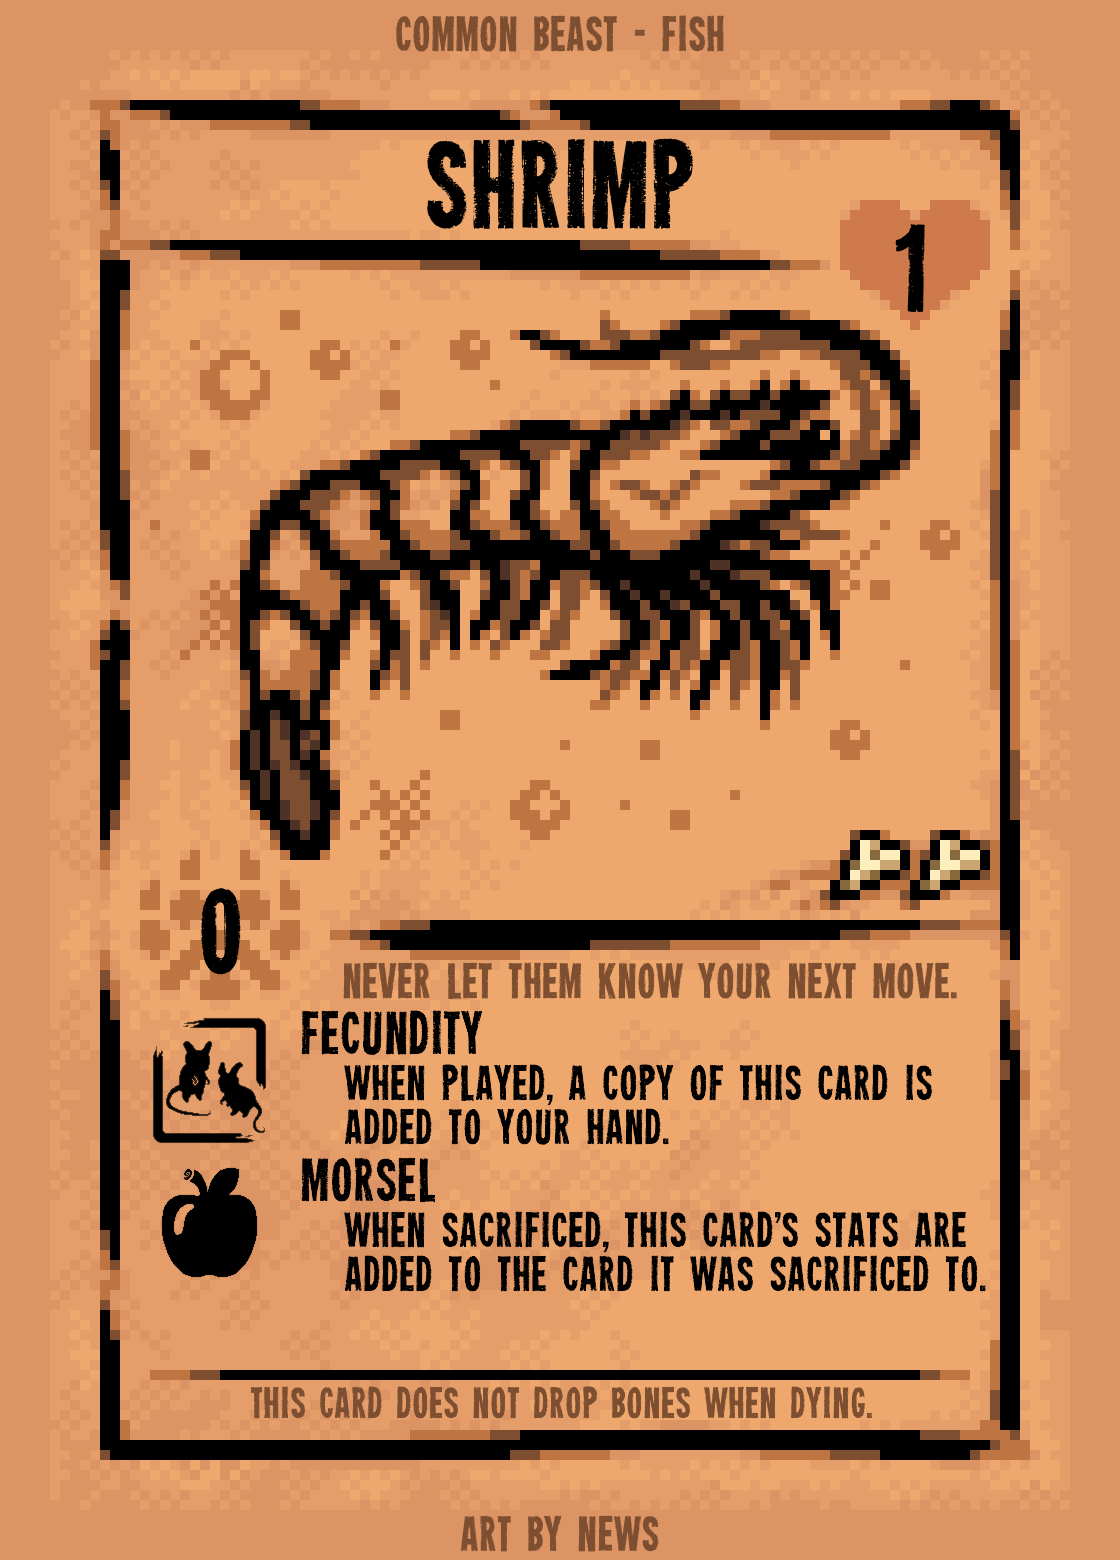 COMMON BEAST - FISH
SHRIMP
1
0
NEVER LET THEM KNOW YOUR NEXT MOVE.
FECUNDITY
WHEN PLAYED, A COPY OF THIS CARD IS
ADDED TO YOUR HAND.
MORSEL
WHEN SACRIFICED, THIS CARD'S STATS ARE
ADDED TO THE CARD IT WAS SACRIFICED TO.
THIS CARD DOES NOT DROP BONES WHEN DYING.
ART BY NEWS